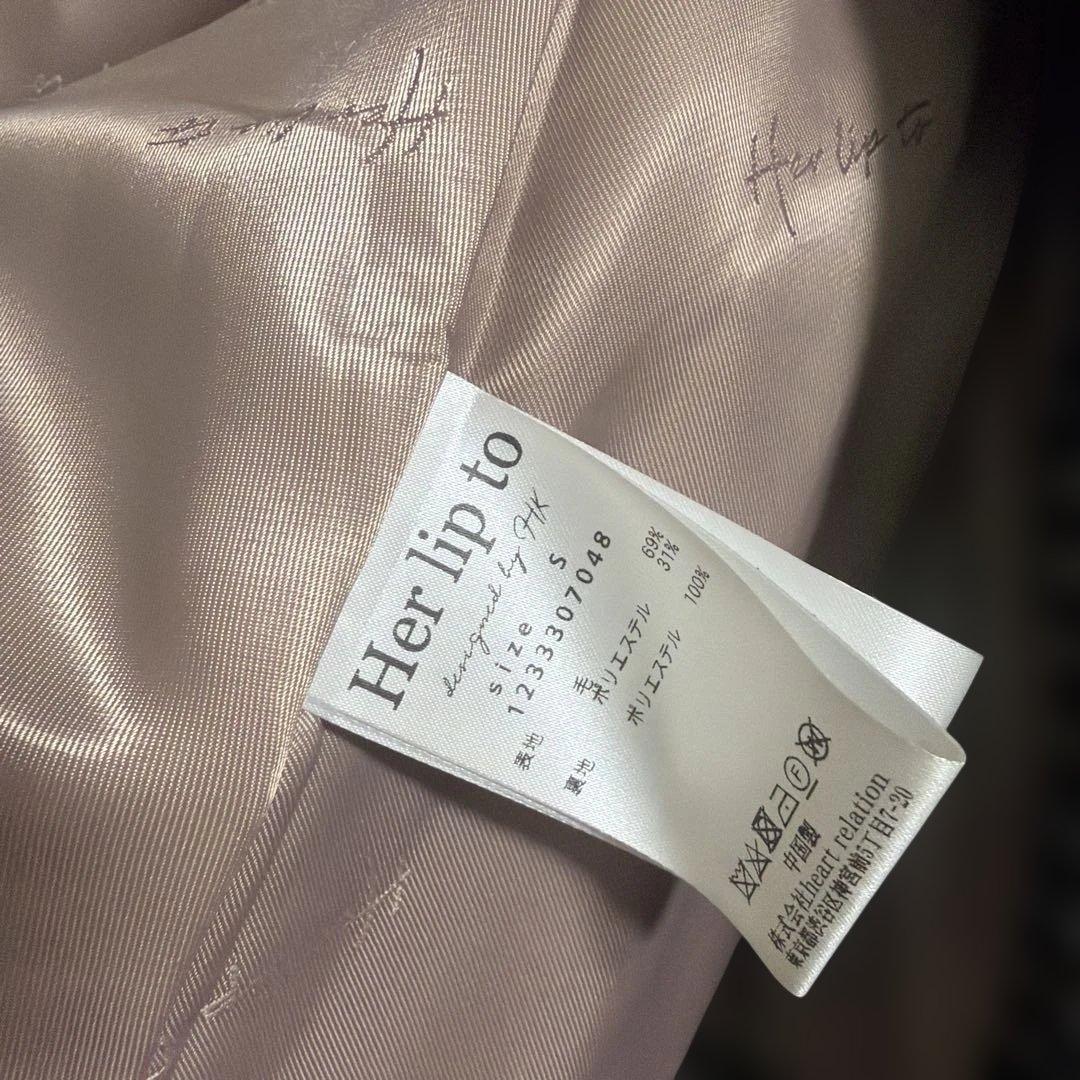 Her lip to
Her lip to
Her lip to
designed by HK
size S
1233307048
表地 毛 69%
ポリエステル 31%
裏地 ポリエステル 100%
中国製
株式会社heart relation
東京都渋谷区神宮前5丁目7-20